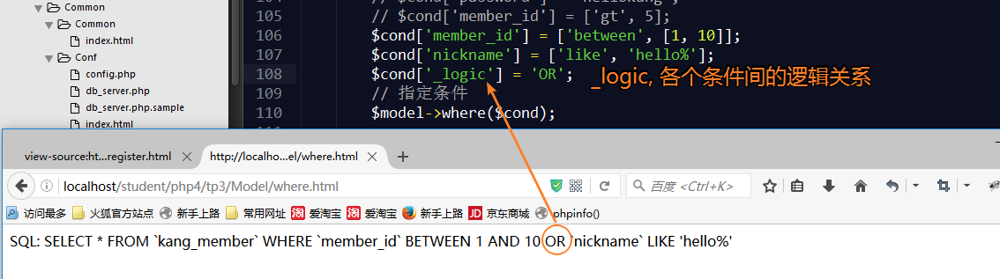 Common
Common
index.html
Conf
config.php
db_server.php
db_server.php.sample
index.html
105 // $cond['member_id'] = ['gt', 5];
106 $cond['member_id'] = ['between', [1, 10]];
107 $cond['nickname'] = ['like', 'hello%'];
108 $cond['_logic'] = 'OR'; _logic, 各个条件间的逻辑关系
109 // 指定条件
110 $model->where($cond);
view-source:ht...register.html
http://localho...el/where.html
localhost/student/php4/tp3/Model/where.html
百度 <Ctrl+K>
访问最多 火狐官方站点 新手上路 常用网址 淘 爱淘宝 淘 爱淘宝 新手上路 JD 京东商城 phpinfo()
SQL: SELECT * FROM `kang_member` WHERE `member_id` BETWEEN 1 AND 10 OR `nickname` LIKE 'hello%'